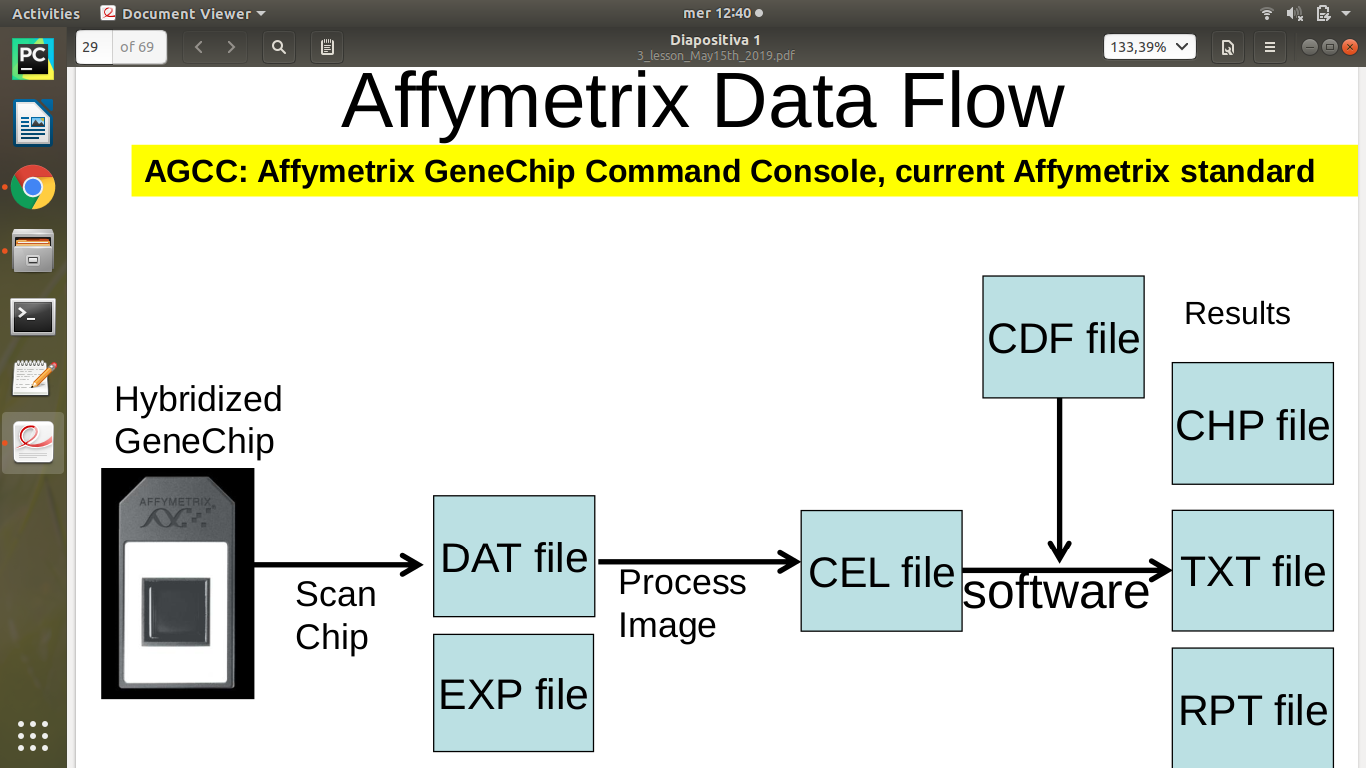 Activities
Document Viewer
mer 12:40
29
of 69
Diapositiva 1
3_lesson_May15th_2019.pdf
133,39%
PC
Affymetrix Data Flow
AGCC: Affymetrix GeneChip Command Console, current Affymetrix standard
Hybridized
GeneChip
AFFYMETRIX
Scan
Chip
DAT file
EXP file
Process
Image
CEL file
CDF file
software
Results
CHP file
TXT file
RPT file